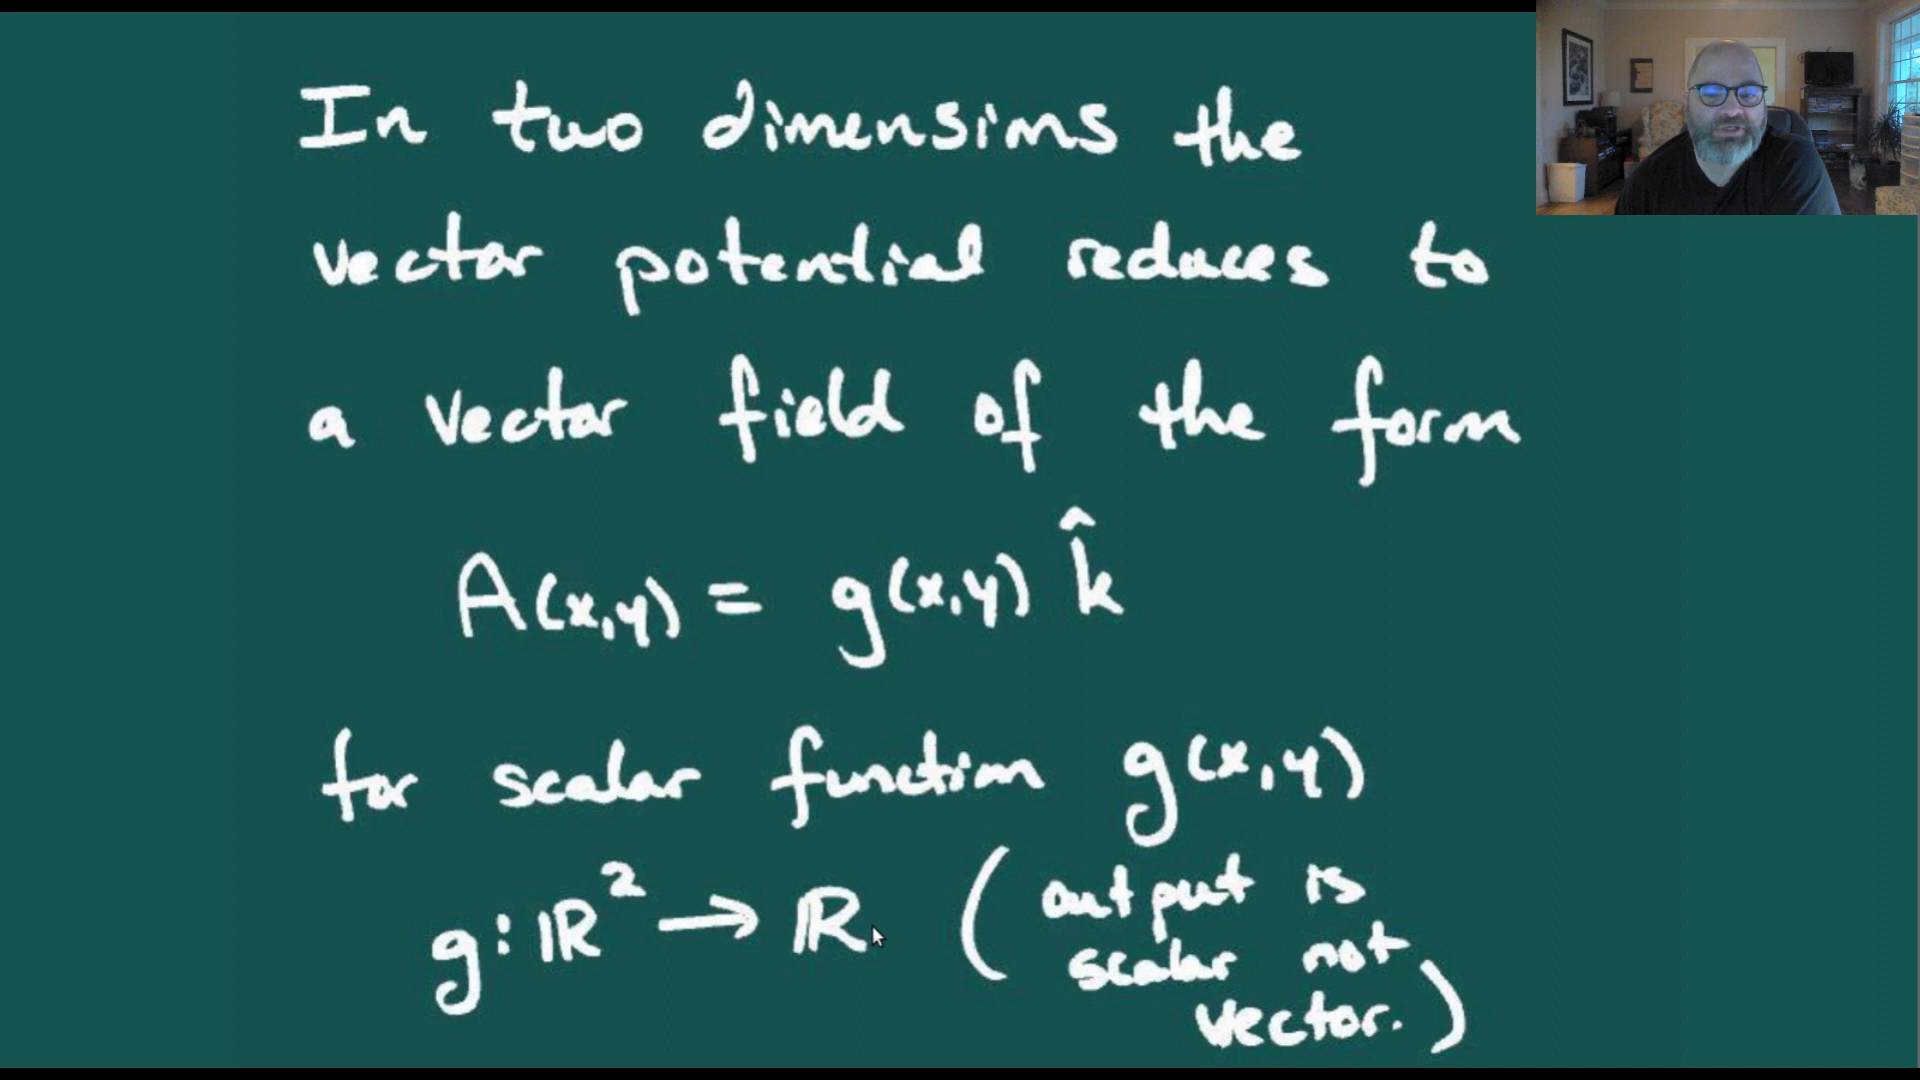 In two dimensions the
vector potential reduces to
a vector field of the form
A(x,y) = g(x,y) k̂
for scalar function g(x,y)
g: ℝ² → ℝ. (output is
scalar not
vector.)